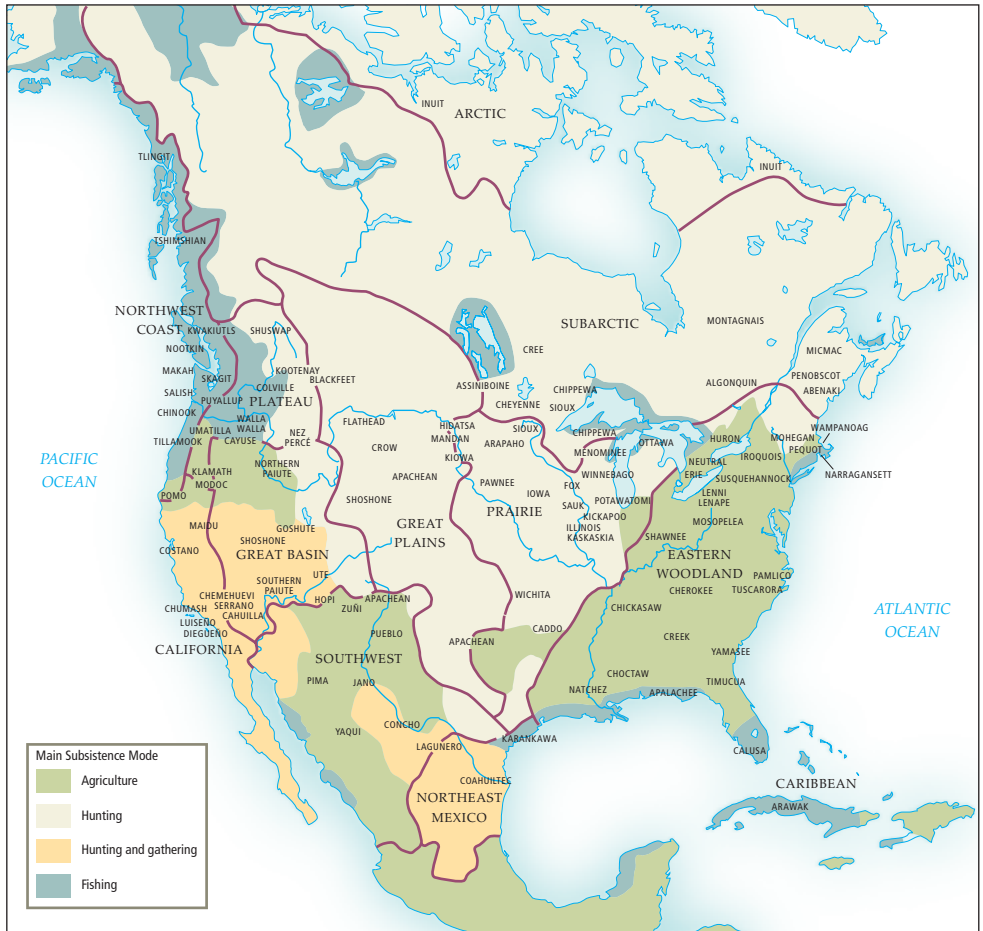 INUIT
ARCTIC
TLINGIT
INUIT
TSHIMSHIAN
NORTHWEST
COAST
KWAKIUTLS
SHUSWAP
SUBARCTIC
MONTAGNAIS
NOOTKIN
CREE
MICMAC
MAKAH
SKAGIT
KOOTENAY
BLACKFEET
COLVILLE
PLATEAU
ASSINIBOINE
CHIPPEWA
ALGONQUIN
PENOBSCOT
ABENAKI
SALISH
PUYALLUP
CHEYENNE
SIOUX
CHINOOK
WALLA
WALLA
UMATILLA
CAYUSE
TILLAMOOK
NEZ
PERCÉ
FLATHEAD
HIDATSA
MANDAN
SIOUX
ARAPAHO
CHIPPEWA
OTTAWA
HURON
MOHEGAN
WAMPANOAG
PEQUOT
CROW
KIOWA
MENOMINEE
NEUTRAL
IROQUOIS
NARRAGANSETT
PACIFIC
OCEAN
KLAMATH
MODOC
NORTHERN
PAIUTE
APACHEAN
PAWNEE
WINNEBAGO
FOX
ERIE
SUSQUEHANNOCK
POMO
SHOSHONE
IOWA
SAUK
POTAWATOMI
LENNI
LENAPE
PRAIRIE
KICKAPOO
ILLINOIS
KASKASKIA
MOSOPELEA
MAIDU
GOSHUTE
SHOSHONE
GREAT
PLAINS
SHAWNEE
COSTANO
GREAT BASIN
EASTERN
WOODLAND
UTE
SOUTHERN
PAIUTE
PAMLICO
CHEROKEE
TUSCARORA
CHEMEHUEVI
SERRANO
CAHUILLA
CHUMASH
LUISEÑO
DIEGUEÑO
HOPI
ZUÑI
APACHEAN
WICHITA
CHICKASAW
ATLANTIC
OCEAN
CALIFORNIA
PUEBLO
APACHEAN
CADDO
CREEK
YAMASEE
SOUTHWEST
PIMA
JANO
CHOCTAW
TIMUCUA
NATCHEZ
APALACHEE
YAQUI
CONCHO
LAGUNERO
KARANKAWA
CALUSA
COAHUILTEC
NORTHEAST
MEXICO
CARIBBEAN
ARAWAK
Main Subsistence Mode
Agriculture
Hunting
Hunting and gathering
Fishing